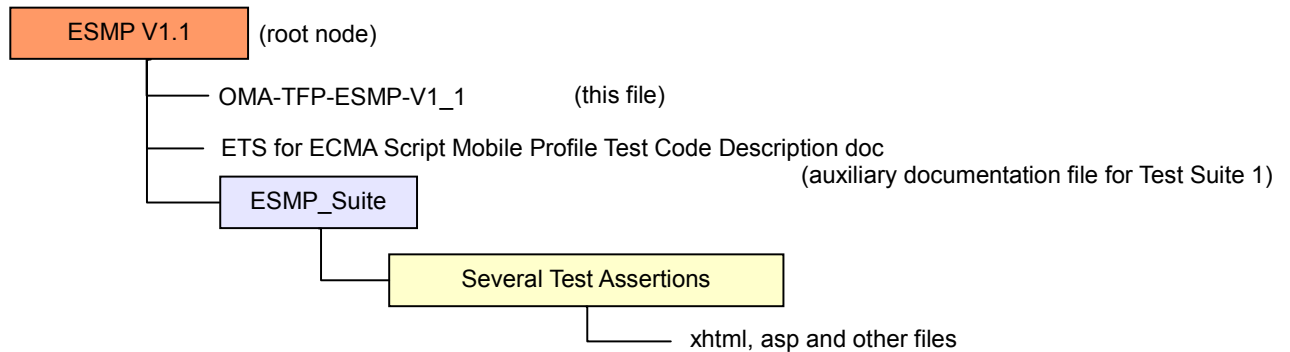 ESMP V1.1 (root node)
OMA-TFP-ESMP-V1_1 (this file)
ETS for ECMA Script Mobile Profile Test Code Description doc
(auxiliary documentation file for Test Suite 1)
ESMP_Suite
Several Test Assertions
xhtml, asp and other files